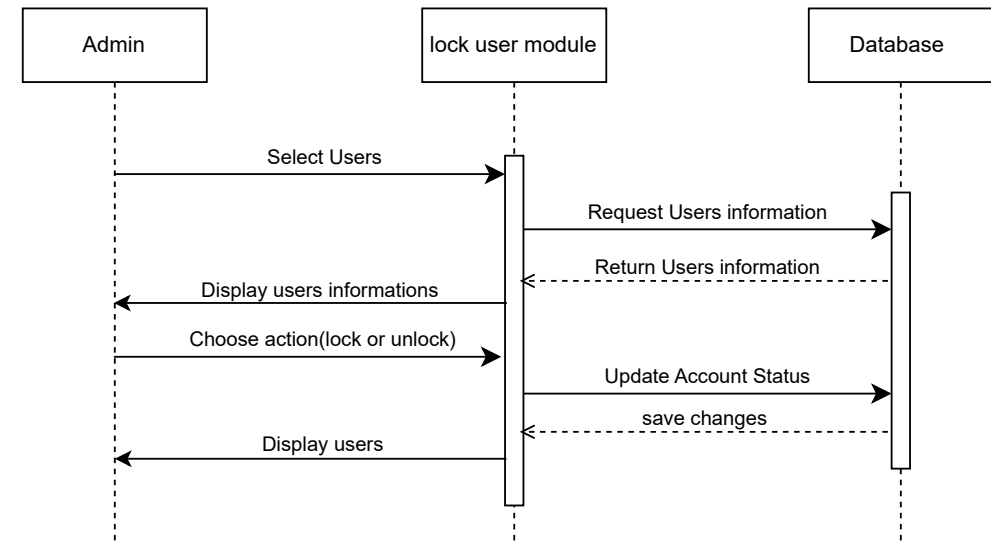 Admin
lock user module
Database
Select Users
Request Users information
Return Users information
Display users informations
Choose action(lock or unlock)
Update Account Status
save changes
Display users